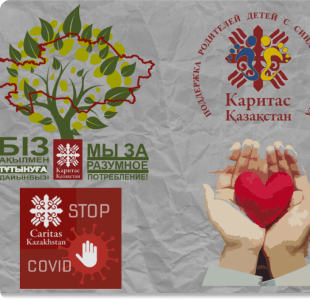 ПОДДЕРЖКА РОДИТЕЛЕЙ ДЕТЕЙ С
Каритас
Қазақстан
БІЗ
АҚЫЛМЕН
ТҰТЫНУҒА
ДАЙЫНБЫЗ!
Каритас
Қазақстан
МЫ ЗА
РАЗУМНОЕ
ПОТРЕБЛЕНИЕ!
Caritas
Kazakhstan
STOP
COVID